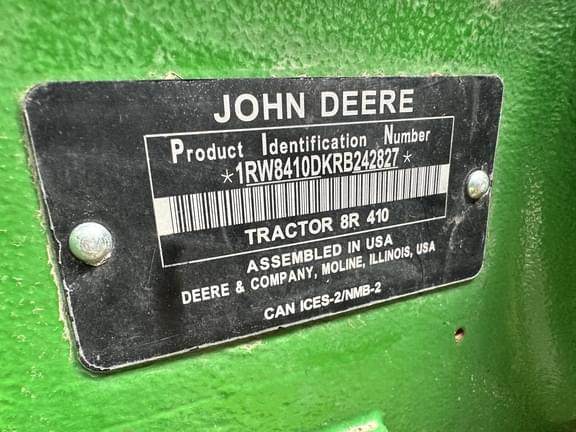 JOHN DEERE
Product Identification Number
*1RW8410DKRB242827*
TRACTOR 8R 410
ASSEMBLED IN USA
DEERE & COMPANY, MOLINE, ILLINOIS, USA
CAN ICES-2/NMB-2